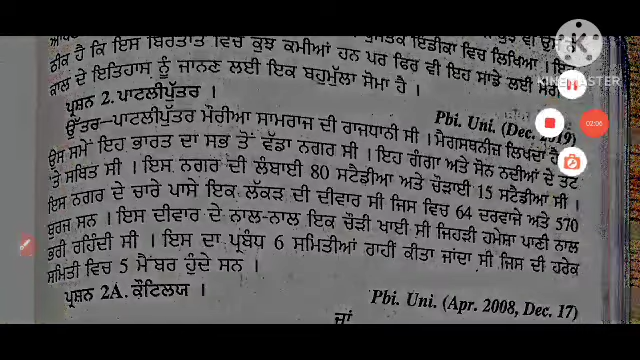 ਠੀਕ ਹੈ ਕਿ ਇਸ ਬਿਰਤਾਂਤ ਵਿਚ ਕੁਝ ਕਮੀਆਂ ਹਨ ਪਰ ਫਿਰ ਵੀ ਇਹ ਸਾਡੇ ਲਈ ਮੌਰੀਆ
ਕਾਲ ਦੇ ਇਤਿਹਾਸ ਨੂੰ ਜਾਨਣ ਲਈ ਇਕ ਬਹੁਮੁੱਲਾ ਸੋਮਾ ਹੈ ।
ਪ੍ਰਸ਼ਨ 2. ਪਾਟਲੀਪੁੱਤਰ ।
Pbi. Uni. (Dec. 2019)
ਉੱਤਰ-ਪਾਟਲੀਪੁੱਤਰ ਮੌਰੀਆ ਸਾਮਰਾਜ ਦੀ ਰਾਜਧਾਨੀ ਸੀ । ਮੈਗਸਥਨੀਜ਼ ਲਿਖਦਾ ਹੈ
ਉਸ ਸਮੇਂ ਇਹ ਭਾਰਤ ਦਾ ਸਭ ਤੋਂ ਵੱਡਾ ਨਗਰ ਸੀ । ਇਹ ਗੰਗਾ ਅਤੇ ਸੋਨ ਨਦੀਆਂ ਦੇ ਤਟ
'ਤੇ ਸਥਿਤ ਸੀ । ਇਸ ਨਗਰ ਦੀ ਲੰਬਾਈ 80 ਸਟੈਡੀਆ ਅਤੇ ਚੌੜਾਈ 15 ਸਟੈਡੀਆ ਸੀ ।
ਇਸ ਨਗਰ ਦੇ ਚਾਰੇ ਪਾਸੇ ਇਕ ਲੱਕੜ ਦੀ ਦੀਵਾਰ ਸੀ ਜਿਸ ਵਿਚ 64 ਦਰਵਾਜੇ ਅਤੇ 570
ਬੁਰਜ ਸਨ । ਇਸ ਦੀਵਾਰ ਦੇ ਨਾਲ-ਨਾਲ ਇਕ ਚੌੜੀ ਖਾਈ ਸੀ ਜਿਹੜੀ ਹਮੇਸ਼ਾ ਪਾਣੀ ਨਾਲ
ਭਰੀ ਰਹਿੰਦੀ ਸੀ । ਇਸ ਦਾ ਪ੍ਰਬੰਧ 6 ਸਮਿਤੀਆਂ ਰਾਹੀਂ ਕੀਤਾ ਜਾਂਦਾ ਸੀ ਜਿਸ ਦੀ ਹਰੇਕ
ਸਮਿਤੀ ਵਿਚ 5 ਮੈਂਬਰ ਹੁੰਦੇ ਸਨ ।
ਪ੍ਰਸ਼ਨ 2A. ਕੌਟਿਲਯ ।
Pbi. Uni. (Apr. 2008, Dec. 17)
ਜਾਂ
KINEMASTER
02:06